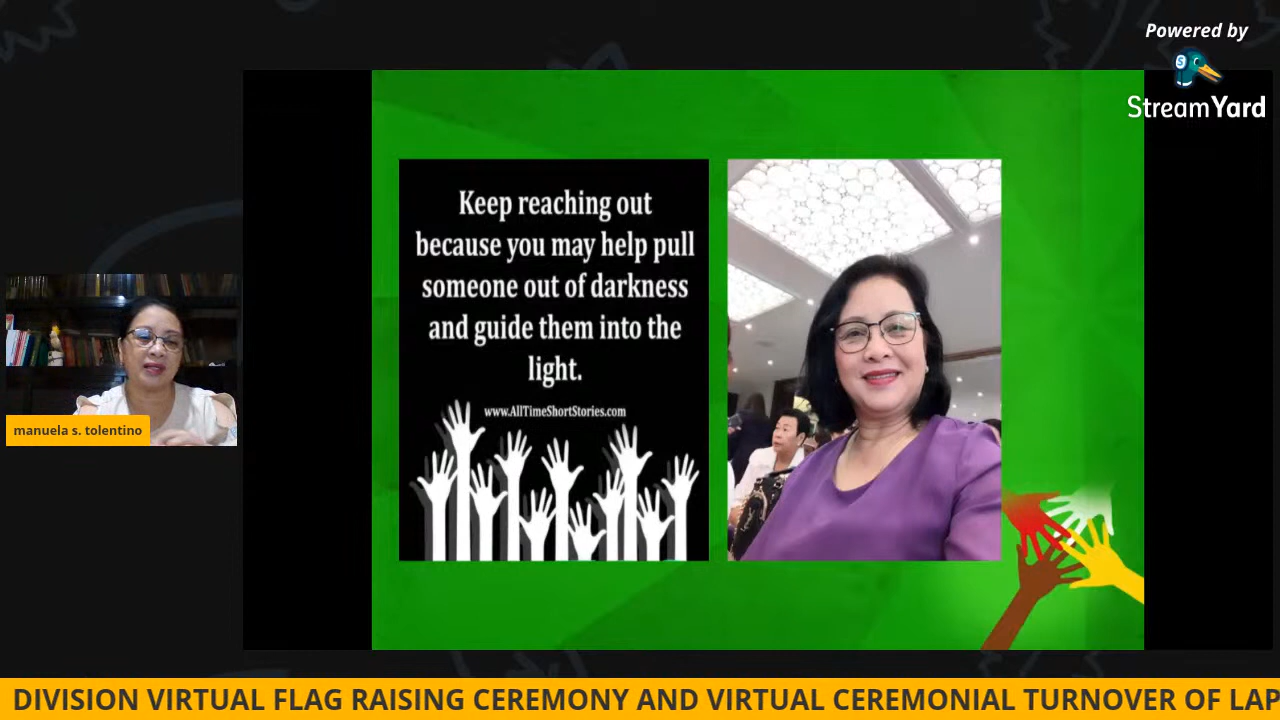 Powered by
StreamYard
Keep reaching out
because you may help pull
someone out of darkness
and guide them into the
light.
www.AllTimeShortStories.com
manuela s. tolentino
DIVISION VIRTUAL FLAG RAISING CEREMONY AND VIRTUAL CEREMONIAL TURNOVER OF LAP